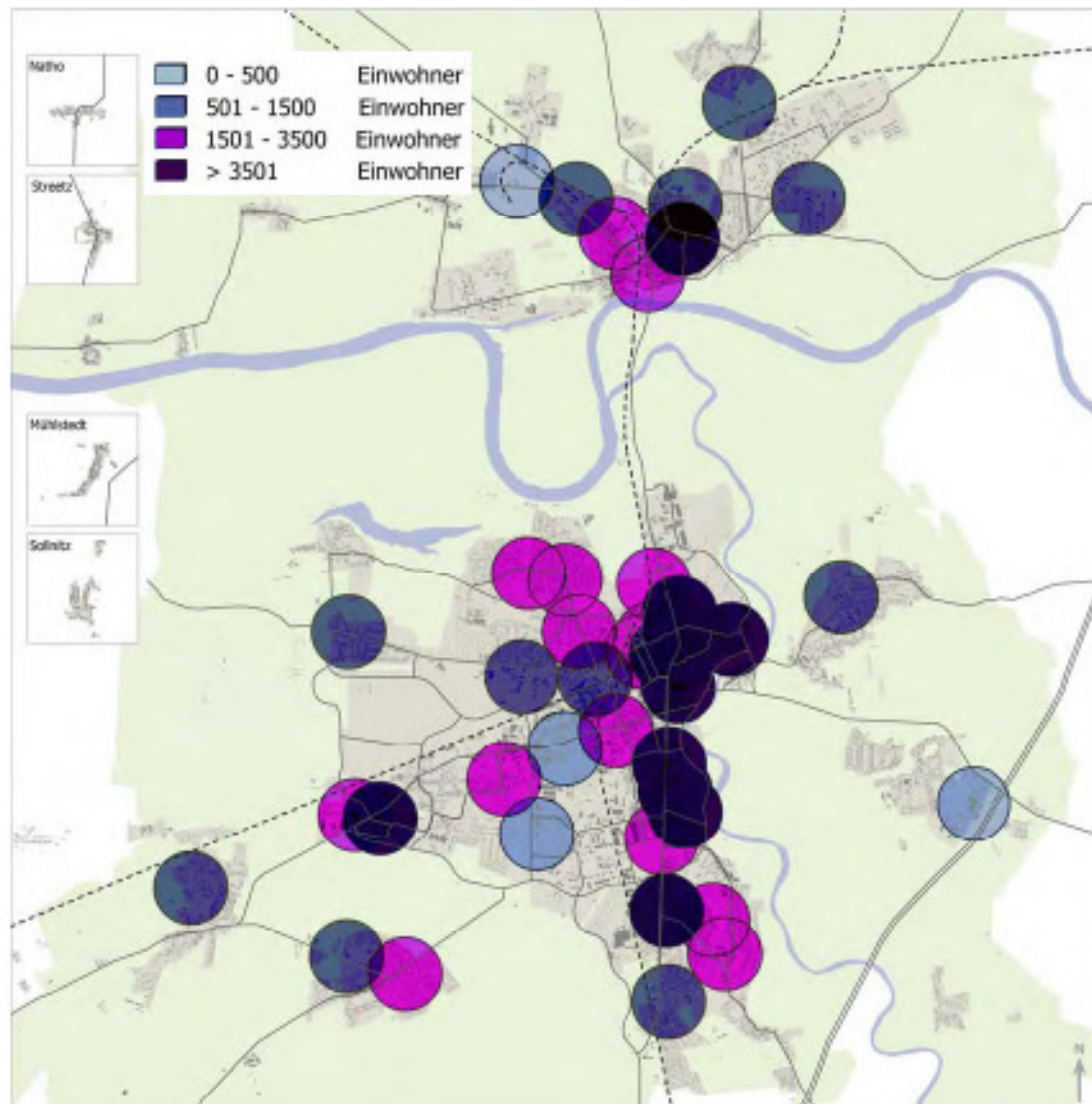 Natho
0 - 500 Einwohner
501 - 1500 Einwohner
1501 - 3500 Einwohner
> 3501 Einwohner
Streetz
Mühlstedt
Sollnitz
N